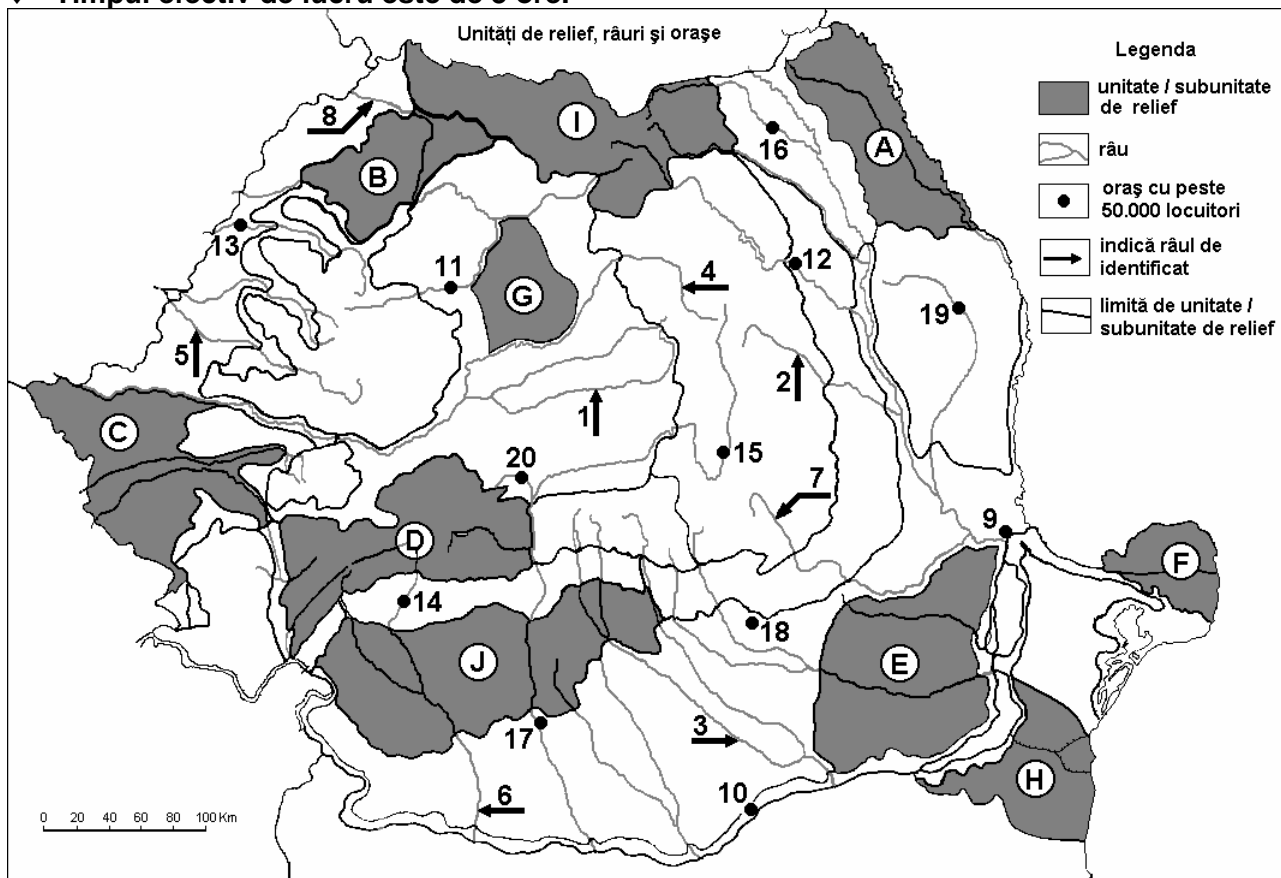 Timpul efectiv de lucru este de 3 ore.
Unități de relief, râuri și orașe
Legenda
unitate / subunitate
de relief
râu
oraș cu peste
50.000 locuitori
indică râul de
identificat
limită de unitate /
subunitate de relief
8
I
16
A
B
13
11
G
4
12
19
5
2
C
1
20
15
7
9
D
F
14
18
J
E
17
3
H
6
10
0 20 40 60 80 100 Km